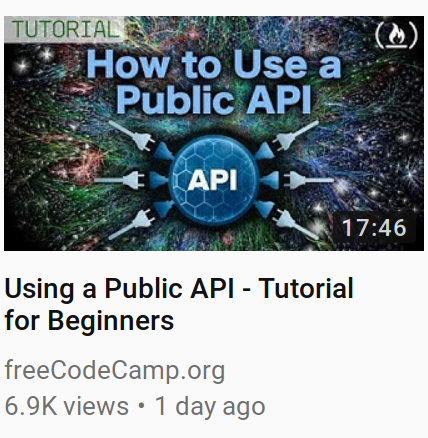 TUTORIAL
How to Use a
Public API
API
17:46
Using a Public API - Tutorial
for Beginners
freeCodeCamp.org
6.9K views • 1 day ago